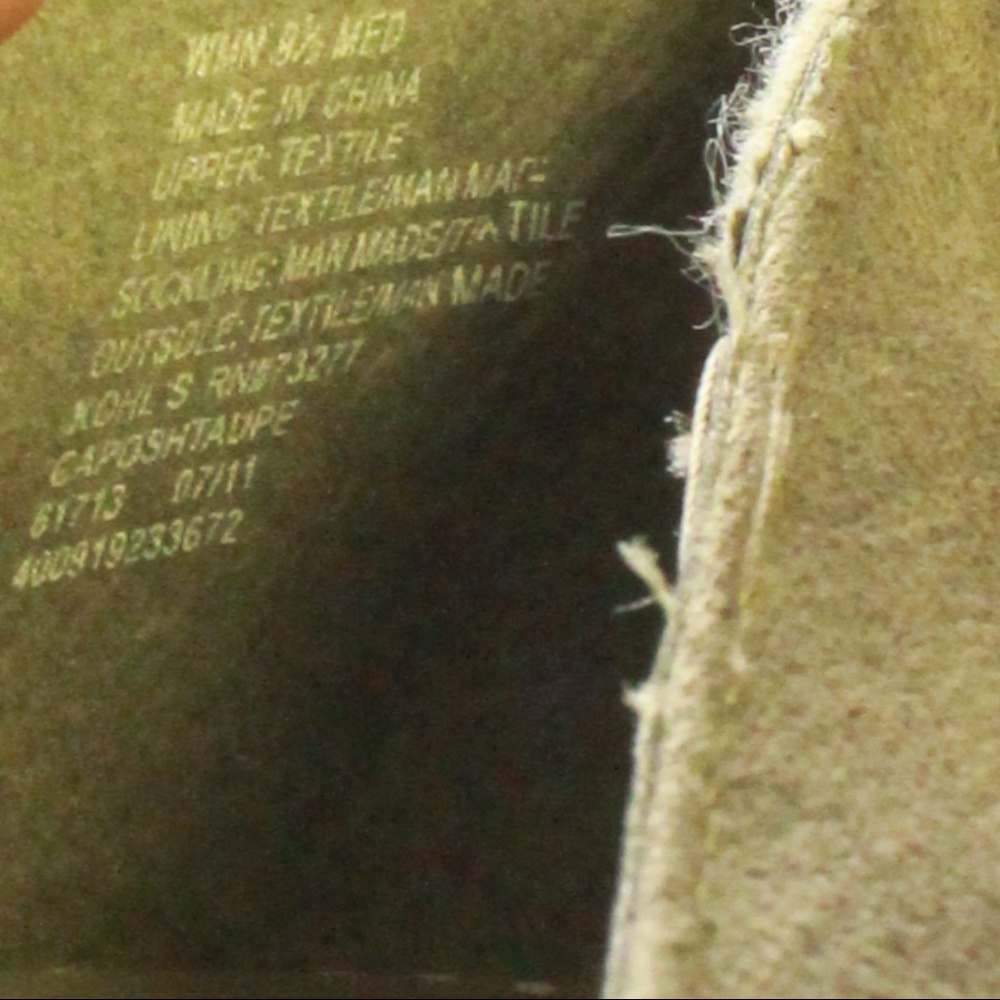 WMN 8½ MED
MADE IN CHINA
UPPER: TEXTILE
LINING: TEXTILE/MAN MADE
SOCKLING: MAN MADE/TEXTILE
OUTSOLE: TEXTILE/MAN MADE
KOHL'S RN#73277
CAPOSHTAUPE
61713 07/11
400919233672